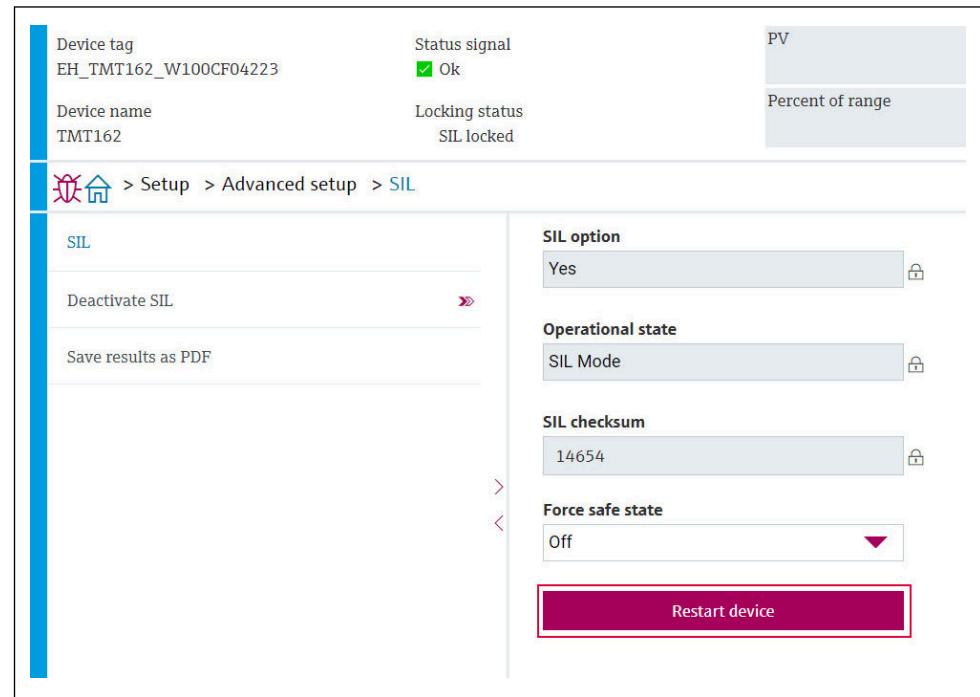 Device tag
EH_TMT162_W100CF04223
Status signal
Ok
PV
Device name
TMT162
Locking status
SIL locked
Percent of range
> Setup > Advanced setup > SIL
SIL
Deactivate SIL
Save results as PDF
SIL option
Yes
Operational state
SIL Mode
SIL checksum
14654
Force safe state
Off
Restart device